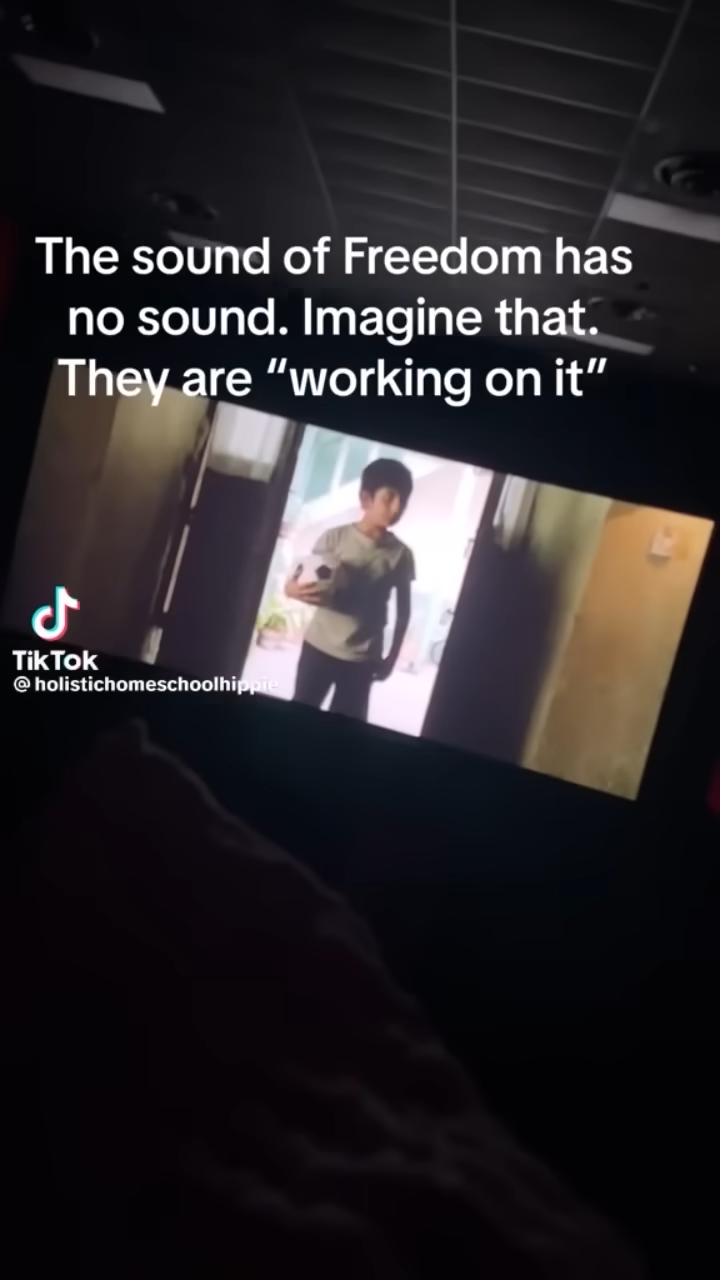 The sound of Freedom has
no sound. Imagine that.
They are “working on it”
TikTok
@holistichomeschoolhippie